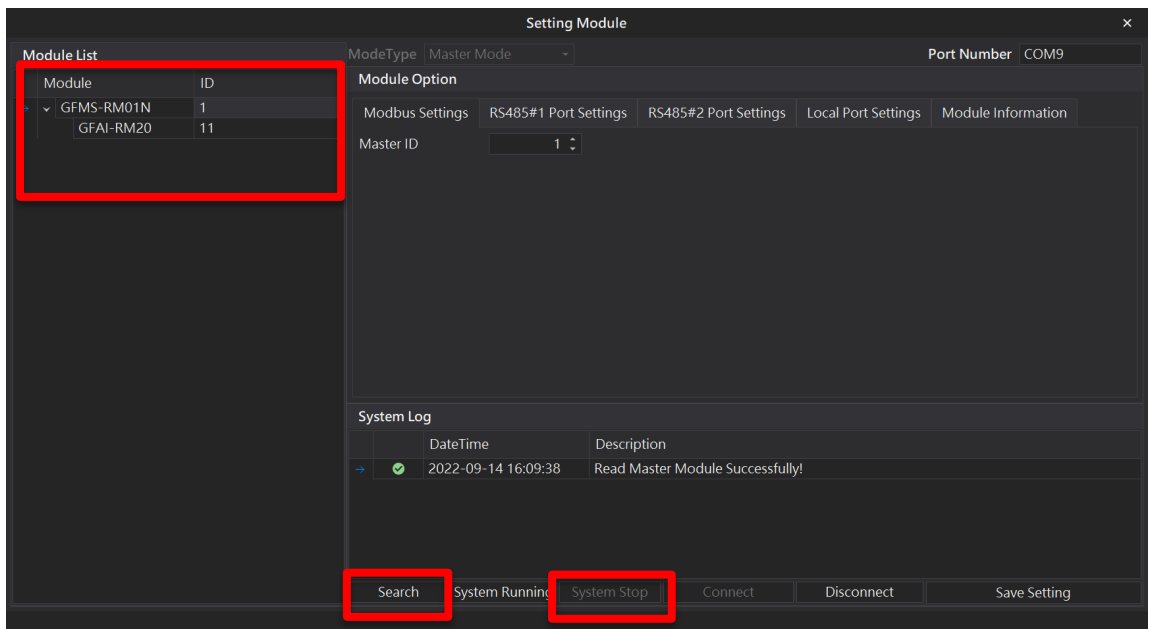 Setting Module ×
Module List
ModeType Master Mode
Port Number COM9
Module ID
GFMS-RM01N 1
GFAI-RM20 11
Module Option
Modbus Settings RS485#1 Port Settings RS485#2 Port Settings Local Port Settings Module Information
Master ID 1
System Log
DateTime Description
2022-09-14 16:09:38 Read Master Module Successfully!
Search System Running System Stop Connect Disconnect Save Setting